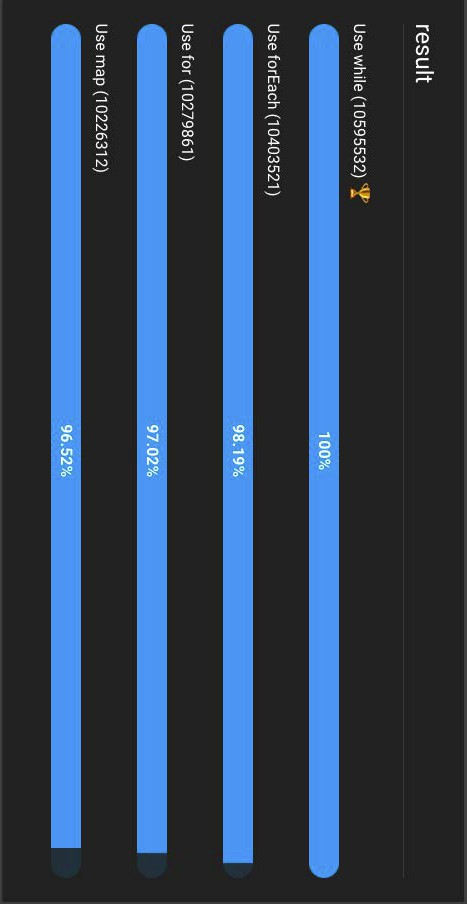 result
Use while (10595532) 🏆
100%
Use forEach (10403521)
98.19%
Use for (10279861)
97.02%
Use map (10226312)
96.52%